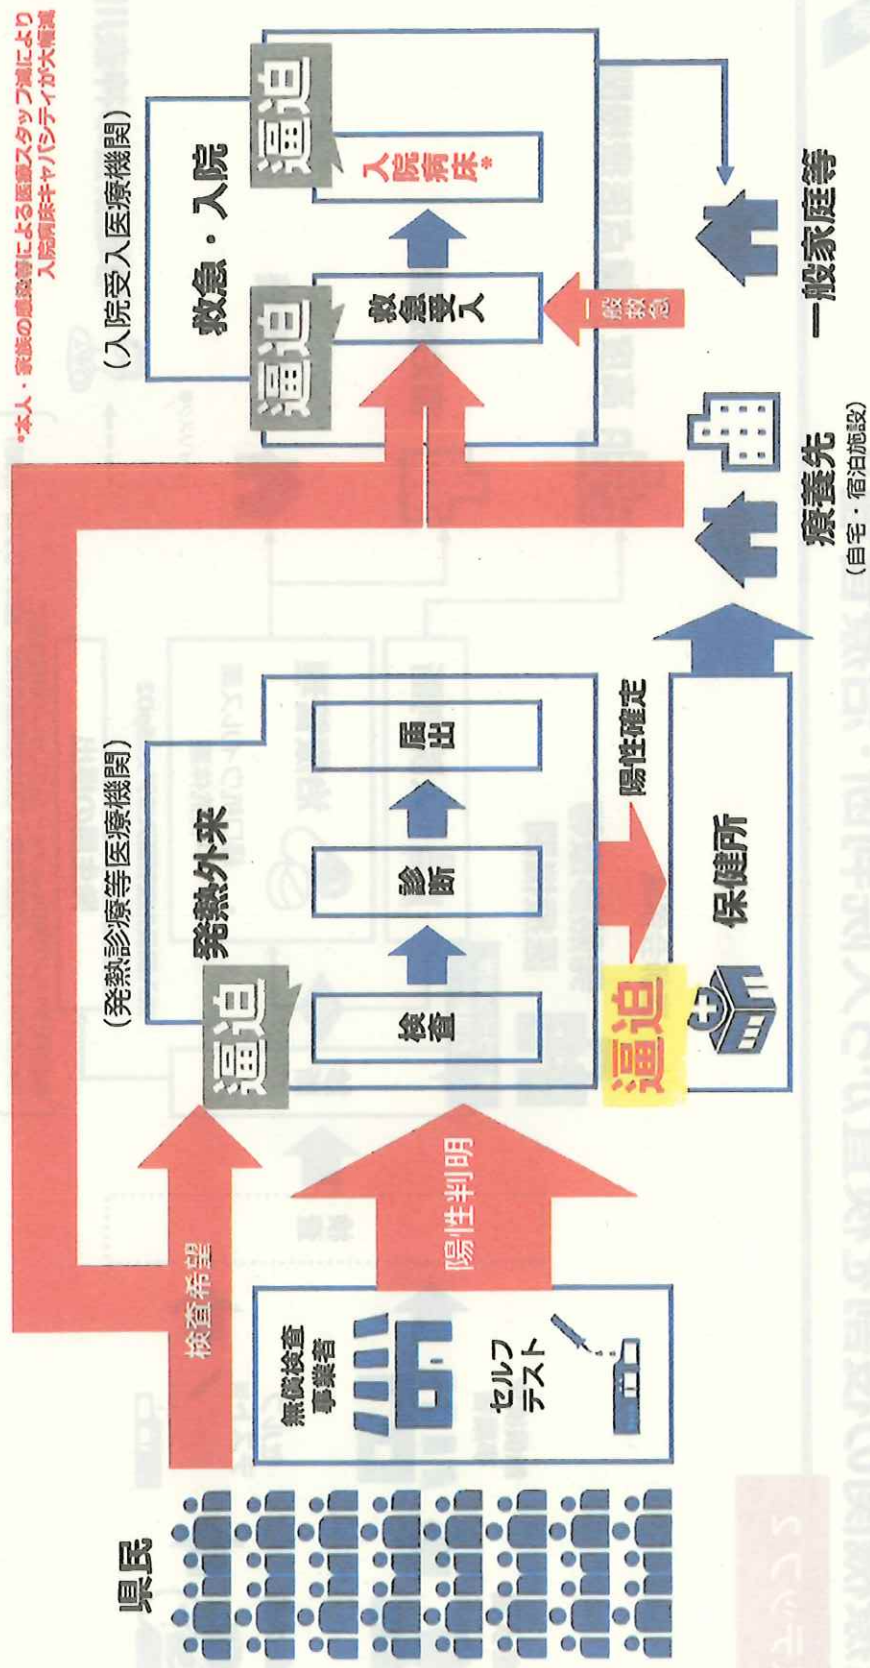 *本人・家族の感染等による医療スタッフ減により
入院病床キャパシティが大幅減
県民
検査希望
無償検査
事業者
セルフ
テスト
陽性判明
(発熱診療等医療機関)
発熱外来
逼迫
検査
診断
届出
陽性確定
逼迫
保健所
療養先
(自宅・宿泊施設)
(入院受入医療機関)
救急・入院
逼迫
救急受入
逼迫
入院病床*
一般救急
一般家庭等